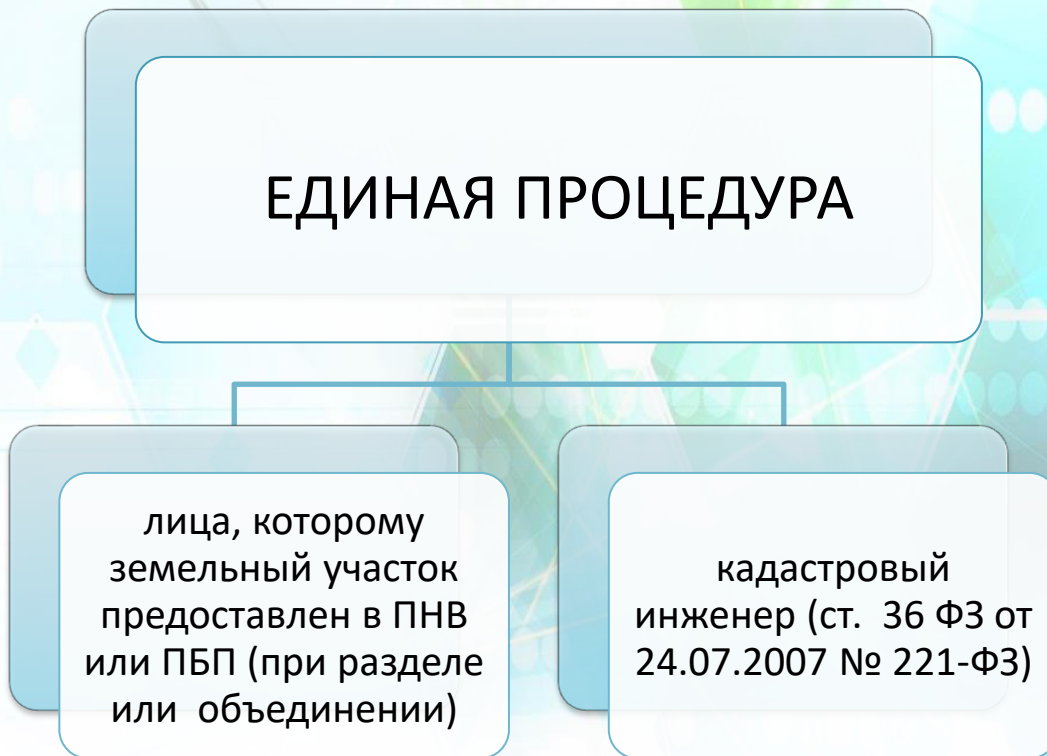 ЕДИНАЯ ПРОЦЕДУРА
лица, которому
земельный участок
предоставлен в ПНВ
или ПБП (при разделе
или объединении)
кадастровый
инженер (ст. 36 ФЗ от
24.07.2007 № 221-ФЗ)